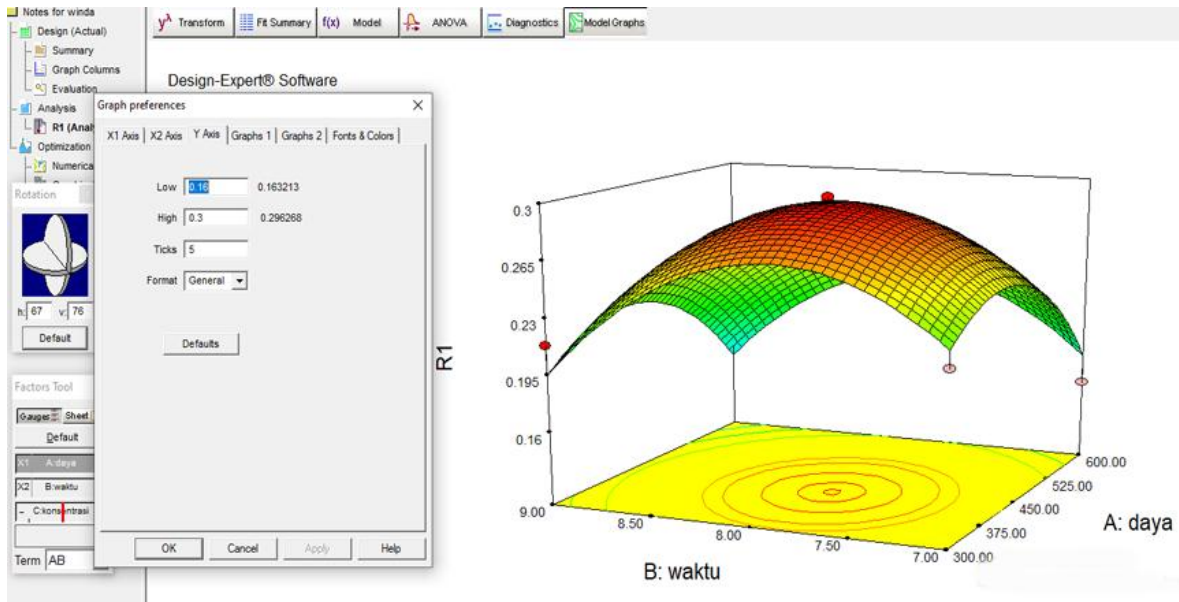 Notes for winda
Design (Actual)
Summary
Graph Columns
Evaluation
Analysis
R1 (Anal
Optimization
Numerica
yλ Transform Fit Summary f(x) Model ANOVA Diagnostics Model Graphs
Design-Expert® Software
Rotation
h: 67 v: 76
Default
Factors Tool
Gauges Sheet
Default
X1 A:daya
X2 B:waktu
C:konsentrasi
Term AB
Graph preferences
X1 Axis X2 Axis Y Axis Graphs 1 Graphs 2 Fonts & Colors
Low 0.16 0.163213
High 0.3 0.296268
Ticks 5
Format General
Defaults
OK Cancel Apply Help
0.3
0.265
0.23
0.195
0.16
R1
9.00
8.50
8.00
7.50
7.00
B: waktu
300.00
375.00
450.00
525.00
600.00
A: daya